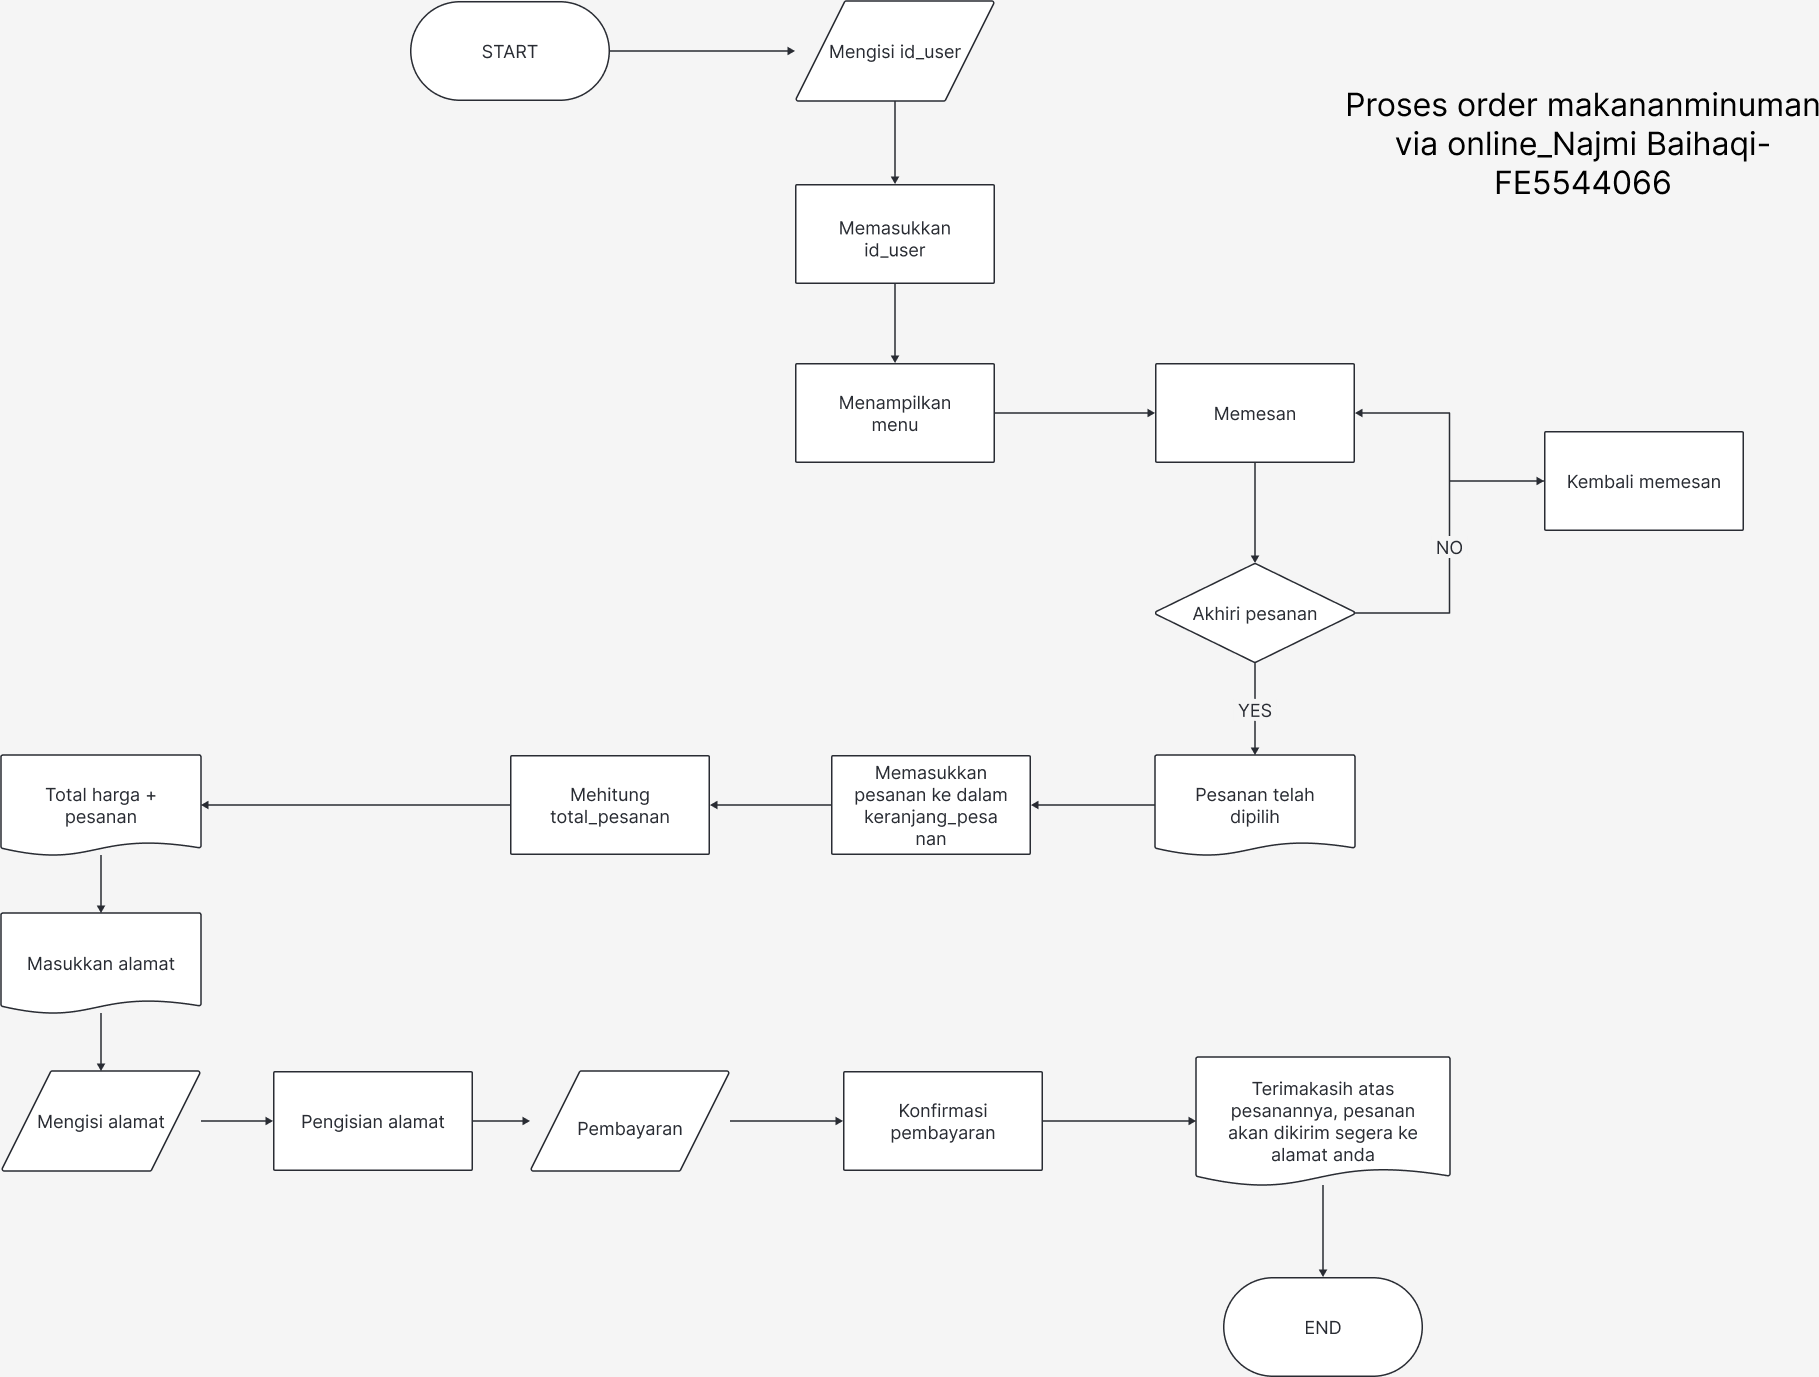 START
Mengisi id_user
Proses order makananminuman
via online_Najmi Baihaqi-
FE5544066
Memasukkan
id_user
Menampilkan
menu
Memesan
Kembali memesan
NO
Akhiri pesanan
YES
Pesanan telah
dipilih
Memasukkan
pesanan ke dalam
keranjang_pesa
nan
Mehitung
total_pesanan
Total harga +
pesanan
Masukkan alamat
Mengisi alamat
Pengisian alamat
Pembayaran
Konfirmasi
pembayaran
Terimakasih atas
pesanannya, pesanan
akan dikirim segera ke
alamat anda
END